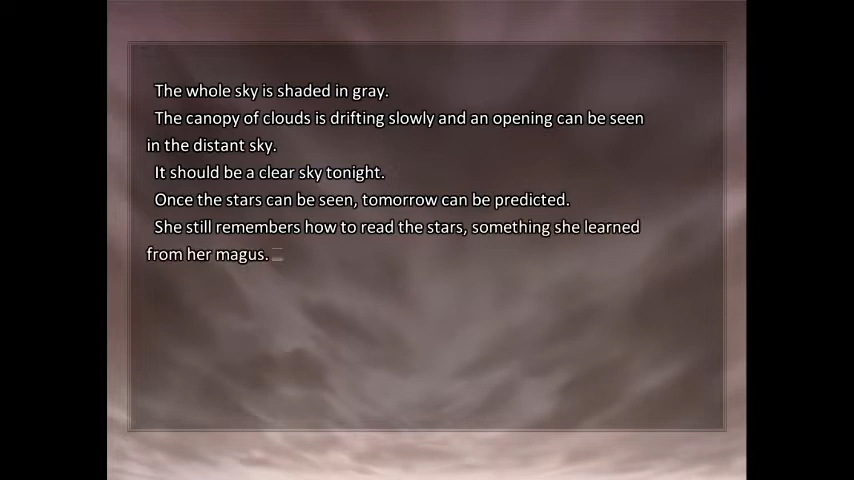 The whole sky is shaded in gray.
The canopy of clouds is drifting slowly and an opening can be seen
in the distant sky.
It should be a clear sky tonight.
Once the stars can be seen, tomorrow can be predicted.
She still remembers how to read the stars, something she learned
from her magus.